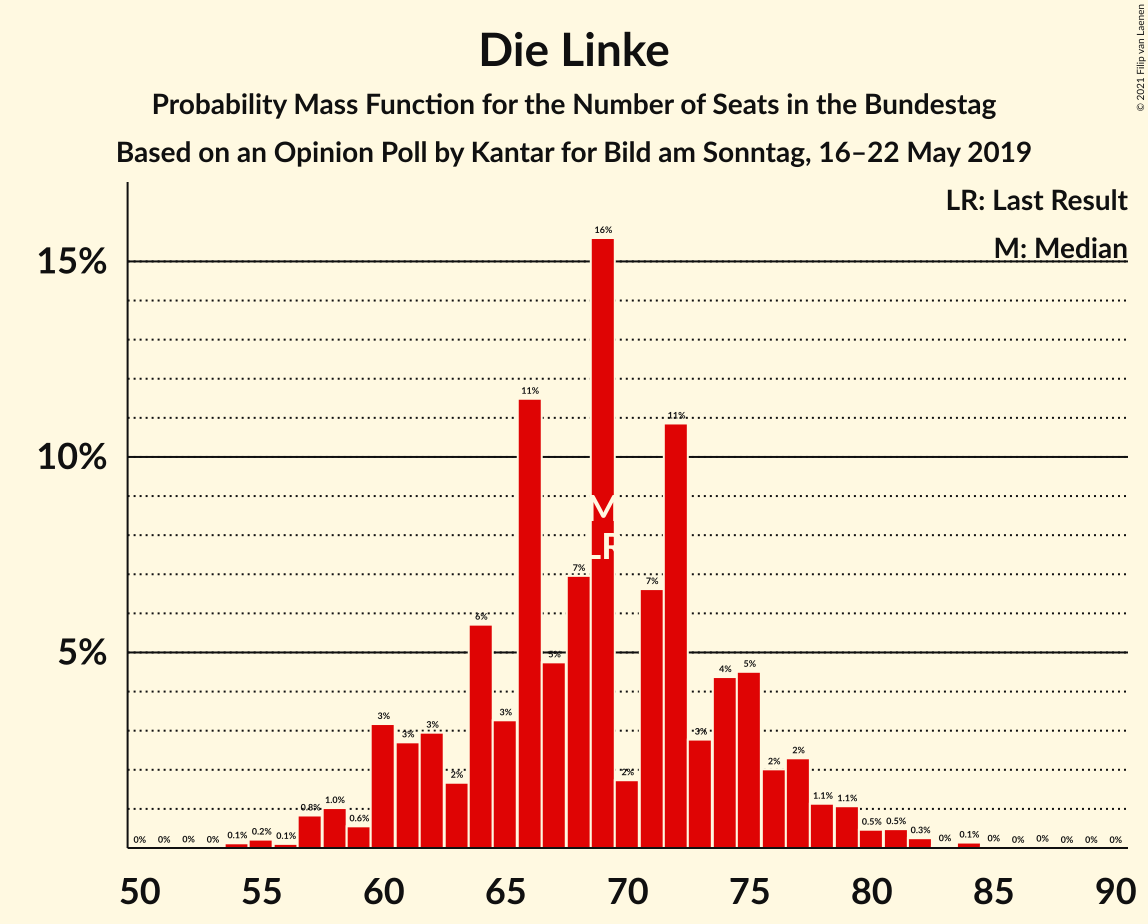 Die Linke
Probability Mass Function for the Number of Seats in the Bundestag
Based on an Opinion Poll by Kantar for Bild am Sonntag, 16–22 May 2019
© 2021 Filip van Laenen
LR: Last Result
M: Median
15%
10%
5%
0% 0% 0% 0% 0.1% 0.2% 0.1% 0.8% 1.0% 0.6% 3% 3% 3% 2% 6% 3% 11% 5% 7% 16% 2% 7% 11% 3% 4% 5% 2% 2% 1.1% 1.1% 0.5% 0.5% 0.3% 0% 0.1% 0% 0% 0% 0% 0% 0%
M
LR
50 55 60 65 70 75 80 85 90